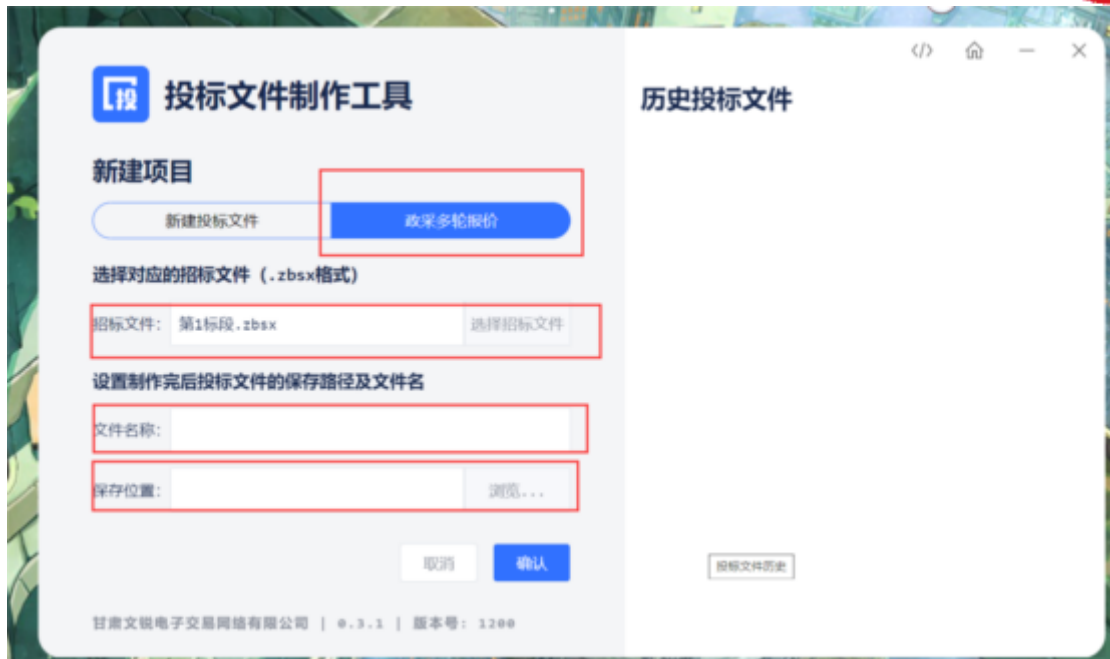 投标文件制作工具
历史投标文件
新建项目
新建投标文件
政采多轮报价
选择对应的招标文件 (.zbsx格式)
招标文件: 第1标段.zbsx 选择招标文件
设置制作完后投标文件的保存路径及文件名
文件名称:
保存位置: 浏览...
取消 确认
投标文件历史
甘肃文锐电子交易网络有限公司 | 0.3.1 | 版本号: 1200